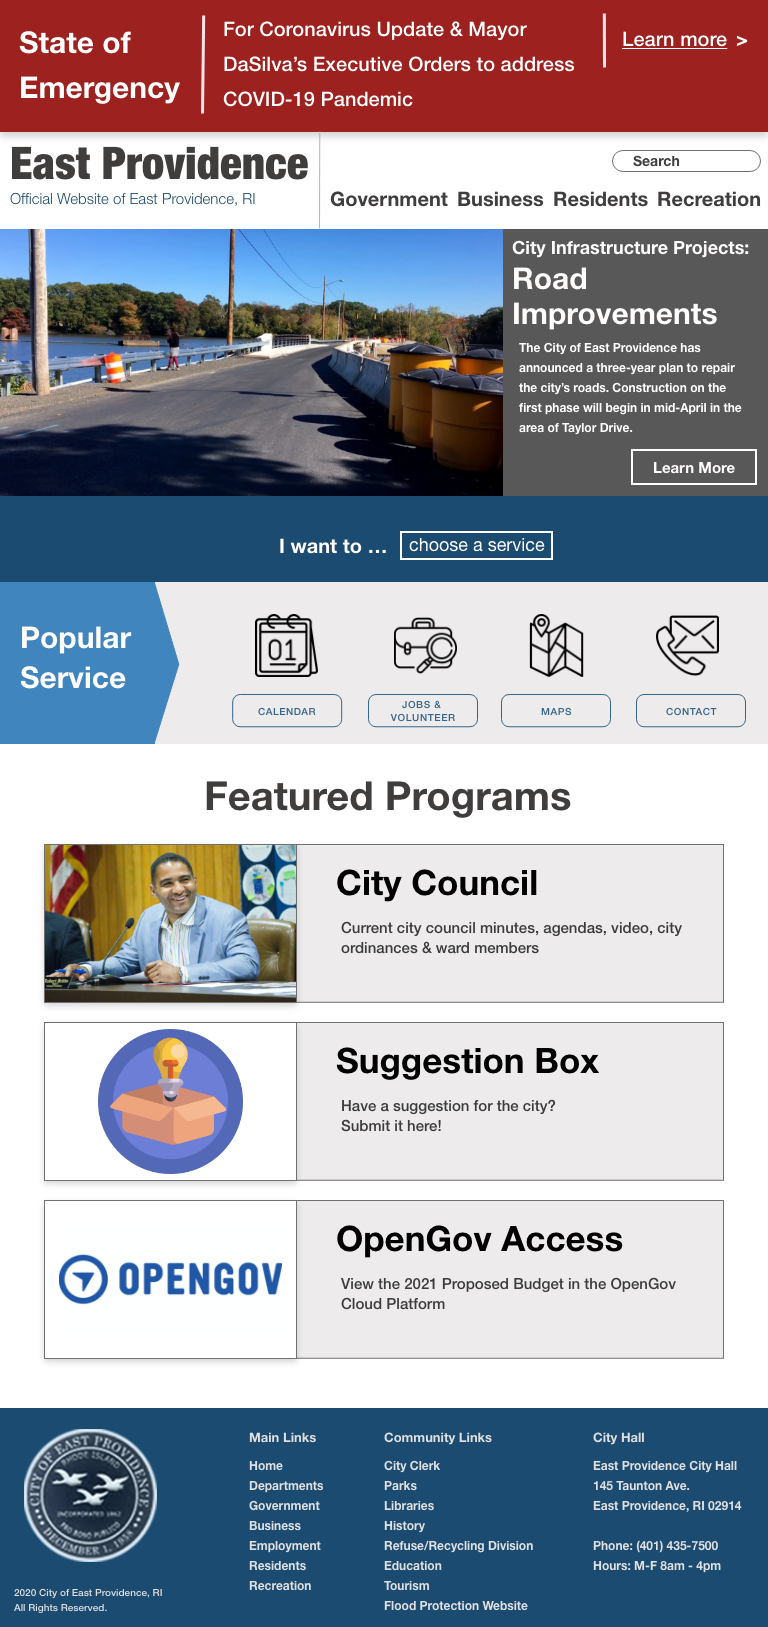 State of
Emergency
For Coronavirus Update & Mayor
DaSilva's Executive Orders to address
COVID-19 Pandemic
Learn more >
East Providence
Official Website of East Providence, RI
Search
Government Business Residents Recreation
City Infrastructure Projects:
Road
Improvements
The City of East Providence has
announced a three-year plan to repair
the city's roads. Construction on the
first phase will begin in mid-April in the
area of Taylor Drive.
Learn More
I want to ... choose a service
Popular
Service
01
CALENDAR
JOBS &
VOLUNTEER
MAPS
CONTACT
Featured Programs
City Council
Current city council minutes, agendas, video, city
ordinances & ward members
Suggestion Box
Have a suggestion for the city?
Submit it here!
OPENGOV
OpenGov Access
View the 2021 Proposed Budget in the OpenGov
Cloud Platform
CITY OF EAST PROVIDENCE
RHODE ISLAND
INCORPORATED 1862
PRO BONO PUBLICO
DECEMBER 1, 1958
2020 City of East Providence, RI
All Rights Reserved.
Main Links
Home
Departments
Government
Business
Employment
Residents
Recreation
Community Links
City Clerk
Parks
Libraries
History
Refuse/Recycling Division
Education
Tourism
Flood Protection Website
City Hall
East Providence City Hall
145 Taunton Ave.
East Providence, RI 02914
Phone: (401) 435-7500
Hours: M-F 8am - 4pm